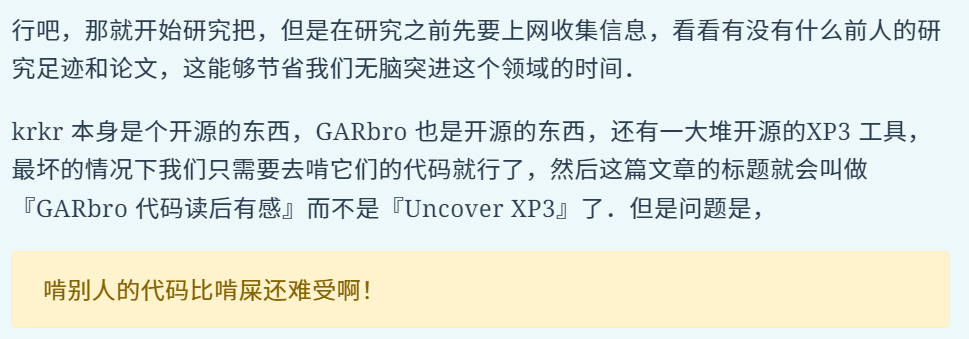 行吧，那就开始研究把，但是在研究之前先要上网收集信息，看看有没有什么前人的研
究足迹和论文，这能够节省我们无脑突进这个领域的时间．
krkr 本身是个开源的东西，GARbro 也是开源的东西，还有一大堆开源的XP3 工具，
最坏的情况下我们只需要去啃它们的代码就行了，然后这篇文章的标题就会叫做
『GARbro 代码读后有感』而不是『Uncover XP3』了．但是问题是，
啃别人的代码比啃屎还难受啊！